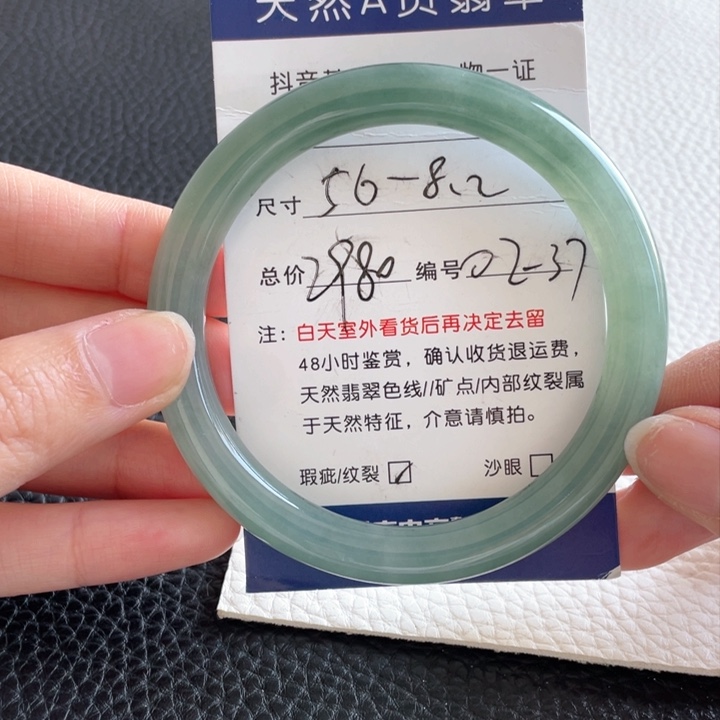 天然A货翡翠
抖音 物一证
尺寸 56-8.2
总价 2980 编号 02-37
注：白天室外看货后再决定去留
48小时鉴赏，确认收货退运费，
天然翡翠色线//矿点/内部纹裂属
于天然特征，介意请慎拍。
瑕疵/纹裂 ☑ 沙眼 ☐